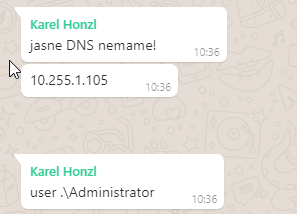 Karel Honzl
jasne DNS nemame!
10:36
10.255.1.105
10:36
Karel Honzl
user .\Administrator
10:36